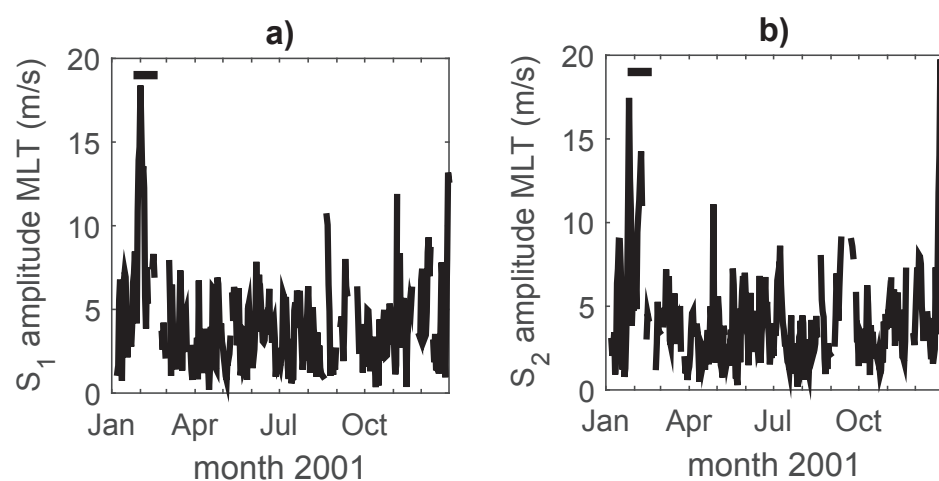 a)
S1 amplitude MLT (m/s)
20
15
10
5
0
Jan Apr Jul Oct
month 2001
b)
S2 amplitude MLT (m/s)
20
15
10
5
0
Jan Apr Jul Oct
month 2001